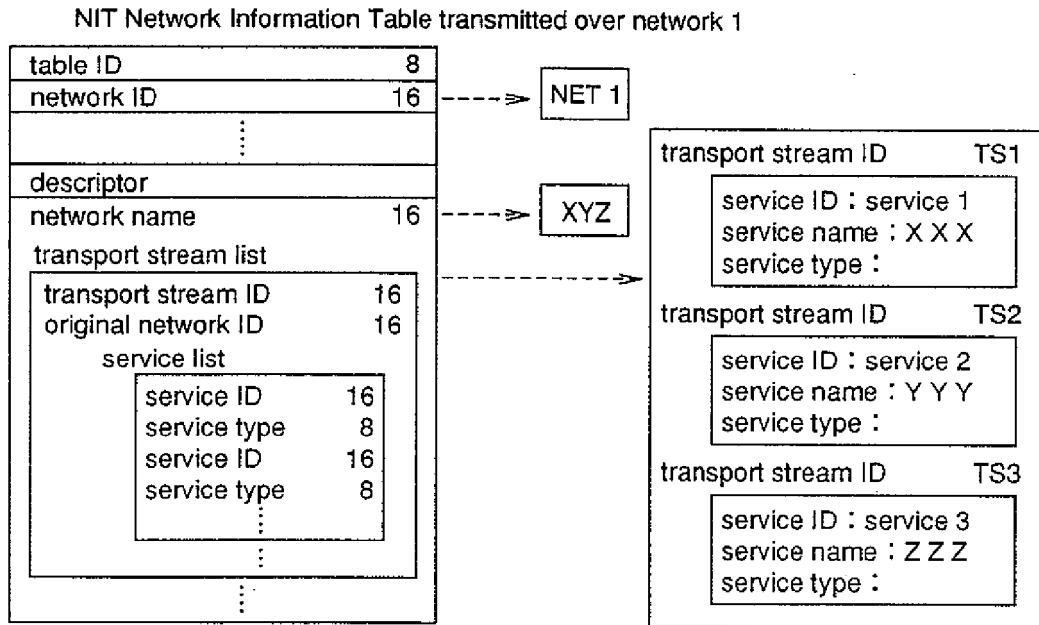 NIT Network Information Table transmitted over network 1
table ID 8
network ID 16
NET 1
descriptor
network name 16
XYZ
transport stream list
transport stream ID 16
original network ID 16
service list
service ID 16
service type 8
service ID 16
service type 8
transport stream ID TS1
service ID : service 1
service name : X X X
service type :
transport stream ID TS2
service ID : service 2
service name : Y Y Y
service type :
transport stream ID TS3
service ID : service 3
service name : Z Z Z
service type :